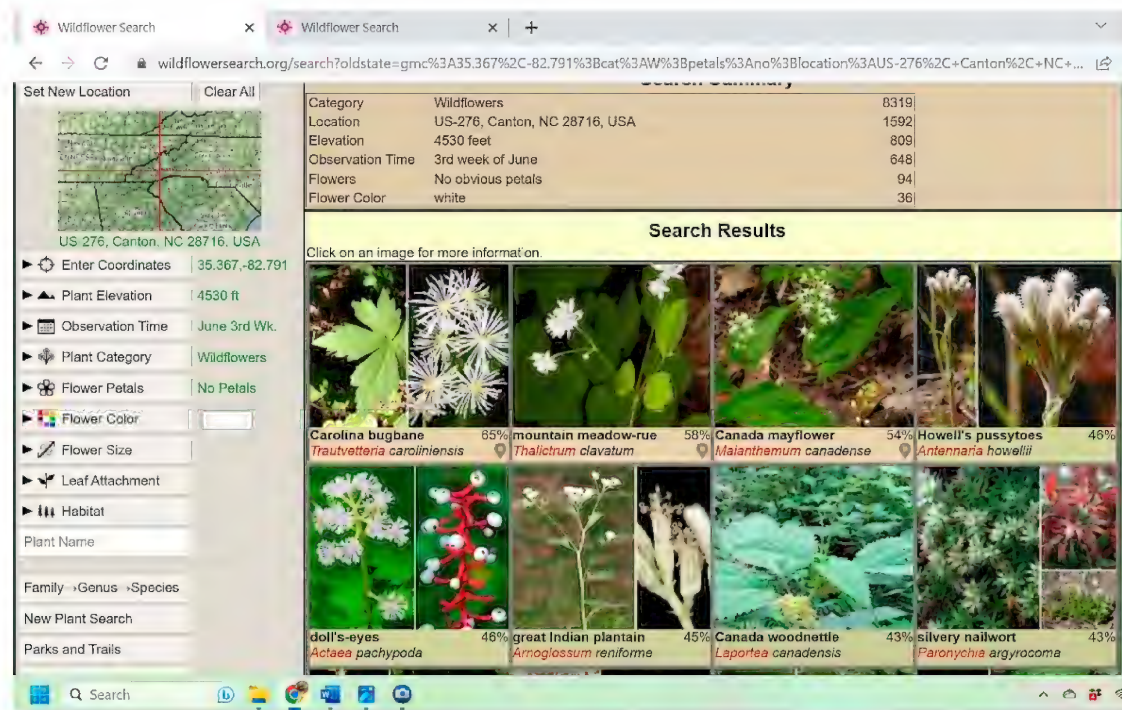 Wildflower Search
Wildflower Search
wildflowersearch.org/search?oldstate=gmc%3A35.367%2C-82.791%3Bcat%3AW%3Bpetals%3Ano%3Blocation%3AUS-276%2C+Canton%2C+NC+...
Set New Location Clear All
US-276, Canton, NC 28716, USA
Enter Coordinates 35.367,-82.791
Plant Elevation 4530 ft
Observation Time June 3rd Wk.
Plant Category Wildflowers
Flower Petals No Petals
Flower Color
Flower Size
Leaf Attachment
Habitat
Plant Name
Family→Genus→Species
New Plant Search
Parks and Trails
Search Summary
Category Wildflowers 8319
Location US-276, Canton, NC 28716, USA 1592
Elevation 4530 feet 809
Observation Time 3rd week of June 648
Flowers No obvious petals 94
Flower Color white 36
Search Results
Click on an image for more information.
Carolina bugbane 65%
Trautvetteria caroliniensis
mountain meadow-rue 58%
Thalictrum clavatum
Canada mayflower 54%
Maianthemum canadense
Howell's pussytoes 46%
Antennaria howellii
doll's-eyes 46%
Actaea pachypoda
great Indian plantain 45%
Arnoglossum reniforme
Canada woodnettle 43%
Laportea canadensis
silvery nailwort 43%
Paronychia argyrocoma
Search